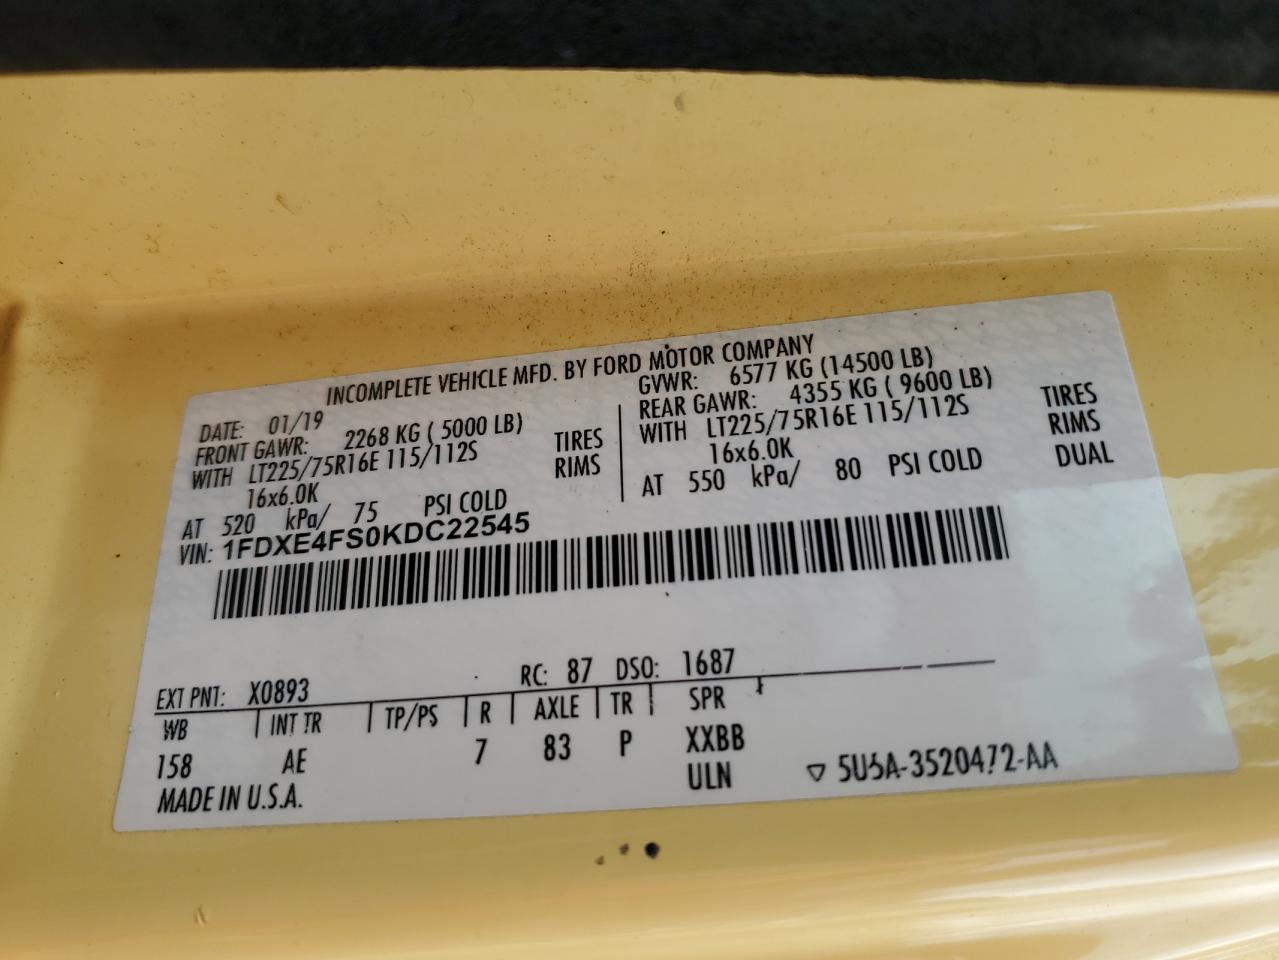 INCOMPLETE VEHICLE MFD. BY FORD MOTOR COMPANY
DATE: 01/19
FRONT GAWR: 2268 KG ( 5000 LB)
WITH LT225/75R16E 115/112S TIRES
16x6.0K RIMS
AT 520 kPa/ 75 PSI COLD
GVWR: 6577 KG (14500 LB)
REAR GAWR: 4355 KG ( 9600 LB)
WITH LT225/75R16E 115/112S TIRES
16x6.0K RIMS
AT 550 kPa/ 80 PSI COLD DUAL
VIN: 1FDXE4FS0KDC22545
EXT PNT: X0893 RC: 87 DSO: 1687
WB | INT TR | TP/PS | R | AXLE | TR | SPR
158 AE 7 83 P XXBB
ULN
MADE IN U.S.A. ▽ 5U5A-3520472-AA